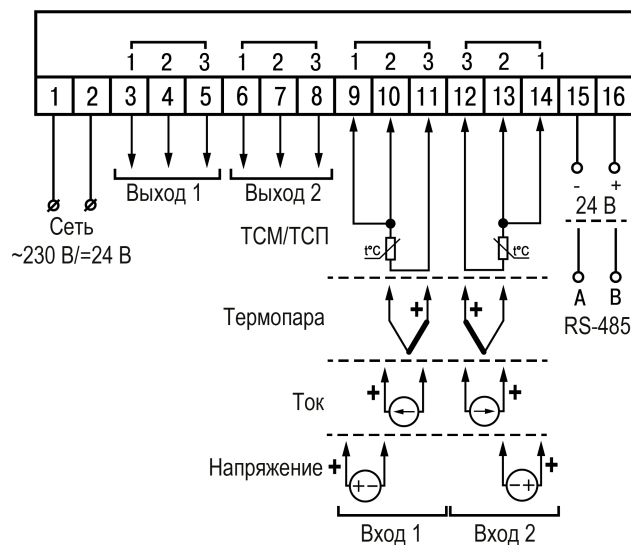 1 2 3 1 2 3 1 2 3 3 2 1
1 2 3 4 5 6 7 8 9 10 11 12 13 14 15 16
- +
24 В
Выход 1 Выход 2
Сеть
~230 В/=24 В
ТСМ/ТСП
t°C t°C
A B
RS-485
Термопара + +
Ток + +
Напряжение + + - - + +
Вход 1 Вход 2